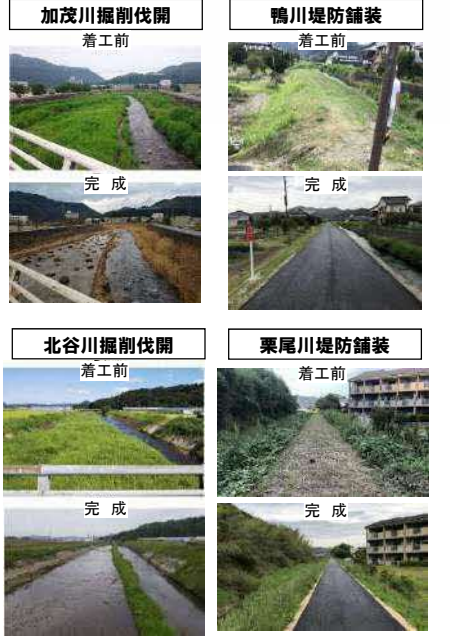 加茂川掘削伐開
着工前
完 成
鴨川堤防舗装
着工前
完 成
北谷川掘削伐開
着工前
完 成
栗尾川堤防舗装
着工前
完 成